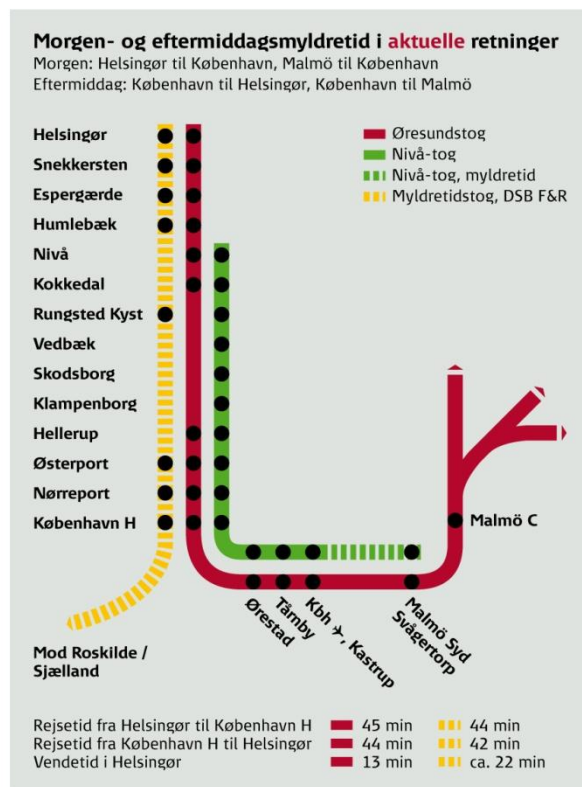 Morgen- og eftermiddagsmyldretid i aktuelle retninger
Morgen: Helsingør til København, Malmö til København
Eftermiddag: København til Helsingør, København til Malmö
Helsingør
Snekkersten
Espergærde
Humlebæk
Nivå
Kokkedal
Rungsted Kyst
Vedbæk
Skodsborg
Klampenborg
Hellerup
Østerport
Nørreport
København H
Øresundstog
Nivå-tog
Nivå-tog, myldretid
Myldretidstog, DSB F&R
Malmö C
Ørestad
Tårnby
Kbh ✈, Kastrup
Malmö Syd
Svågertorp
Mod Roskilde /
Sjælland
Rejsetid fra Helsingør til København H 45 min 44 min
Rejsetid fra København H til Helsingør 44 min 42 min
Vendetid i Helsingør 13 min ca. 22 min